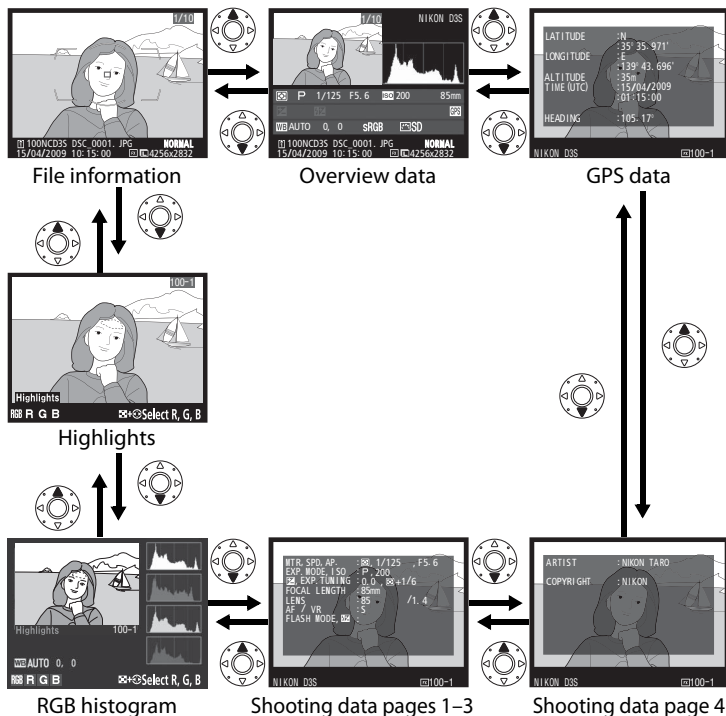 1/10
N
100NCD3S DSC_0001. JPG NORMAL
15/04/2009 10:15:00 4256x2832
File information
1/10 NIKON D3S
P 1/125 F5.6 ISO 200 85mm
GPS
WB AUTO 0, 0 sRGB SD
100NCD3S DSC_0001. JPG NORMAL
15/04/2009 10:15:00 4256x2832
Overview data
LATITUDE :N
:35° 35.971'
LONGITUDE :E
:139° 43.696'
ALTITUDE :35m
TIME(UTC) :15/04/2009
:01:15:00
HEADING :105.17°
NIKON D3S 100-1
GPS data
100-1
Highlights
RGB R G B Select R, G, B
Highlights
Highlights 100-1
WB AUTO 0, 0
RGB R G B Select R, G, B
RGB histogram
MTR, SPD, AP. : , 1/125 , F5.6
EXP. MODE, ISO : P , 200
, EXP. TUNING : 0.0 , +1/6
FOCAL LENGTH : 85mm
LENS : 85 /1.4
AF / VR : S
FLASH MODE, :
NIKON D3S 100-1
Shooting data pages 1–3
ARTIST : NIKON TARO
COPYRIGHT : NIKON
NIKON D3S 100-1
Shooting data page 4